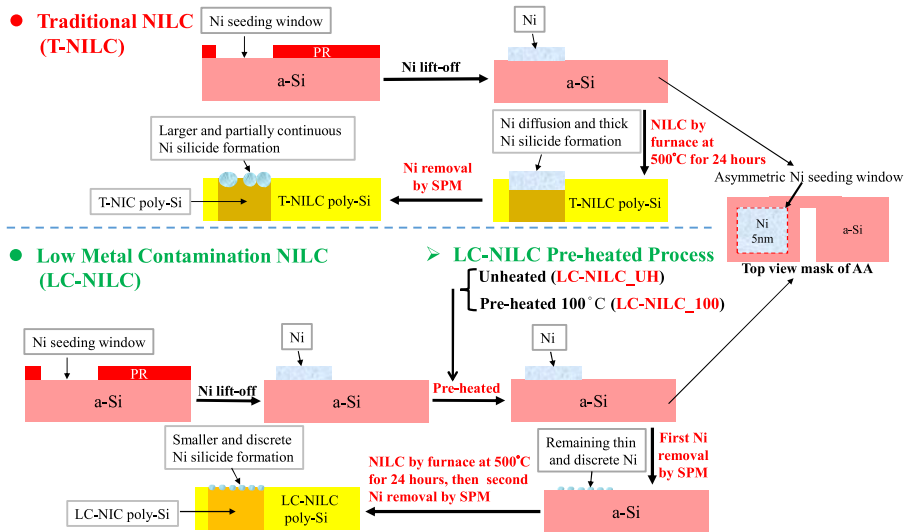 Traditional NILC
(T-NILC)
Ni seeding window
PR
a-Si
Ni lift-off
Ni
a-Si
Larger and partially continuous
Ni silicide formation
Ni diffusion and thick
Ni silicide formation
NILC by
furnace at
500°C for 24 hours
Ni removal
by SPM
T-NIC poly-Si
T-NILC poly-Si
T-NILC poly-Si
Asymmetric Ni seeding window
Ni
5nm
a-Si
Top view mask of AA
Low Metal Contamination NILC
(LC-NILC)
LC-NILC Pre-heated Process
Unheated (LC-NILC_UH)
Pre-heated 100°C (LC-NILC_100)
Ni seeding window
PR
a-Si
Ni lift-off
Ni
a-Si
Pre-heated
Ni
a-Si
Smaller and discrete
Ni silicide formation
NILC by furnace at 500°C
for 24 hours, then second
Ni removal by SPM
Remaining thin
and discrete Ni
First Ni
removal
by SPM
LC-NIC poly-Si
LC-NILC
poly-Si
a-Si